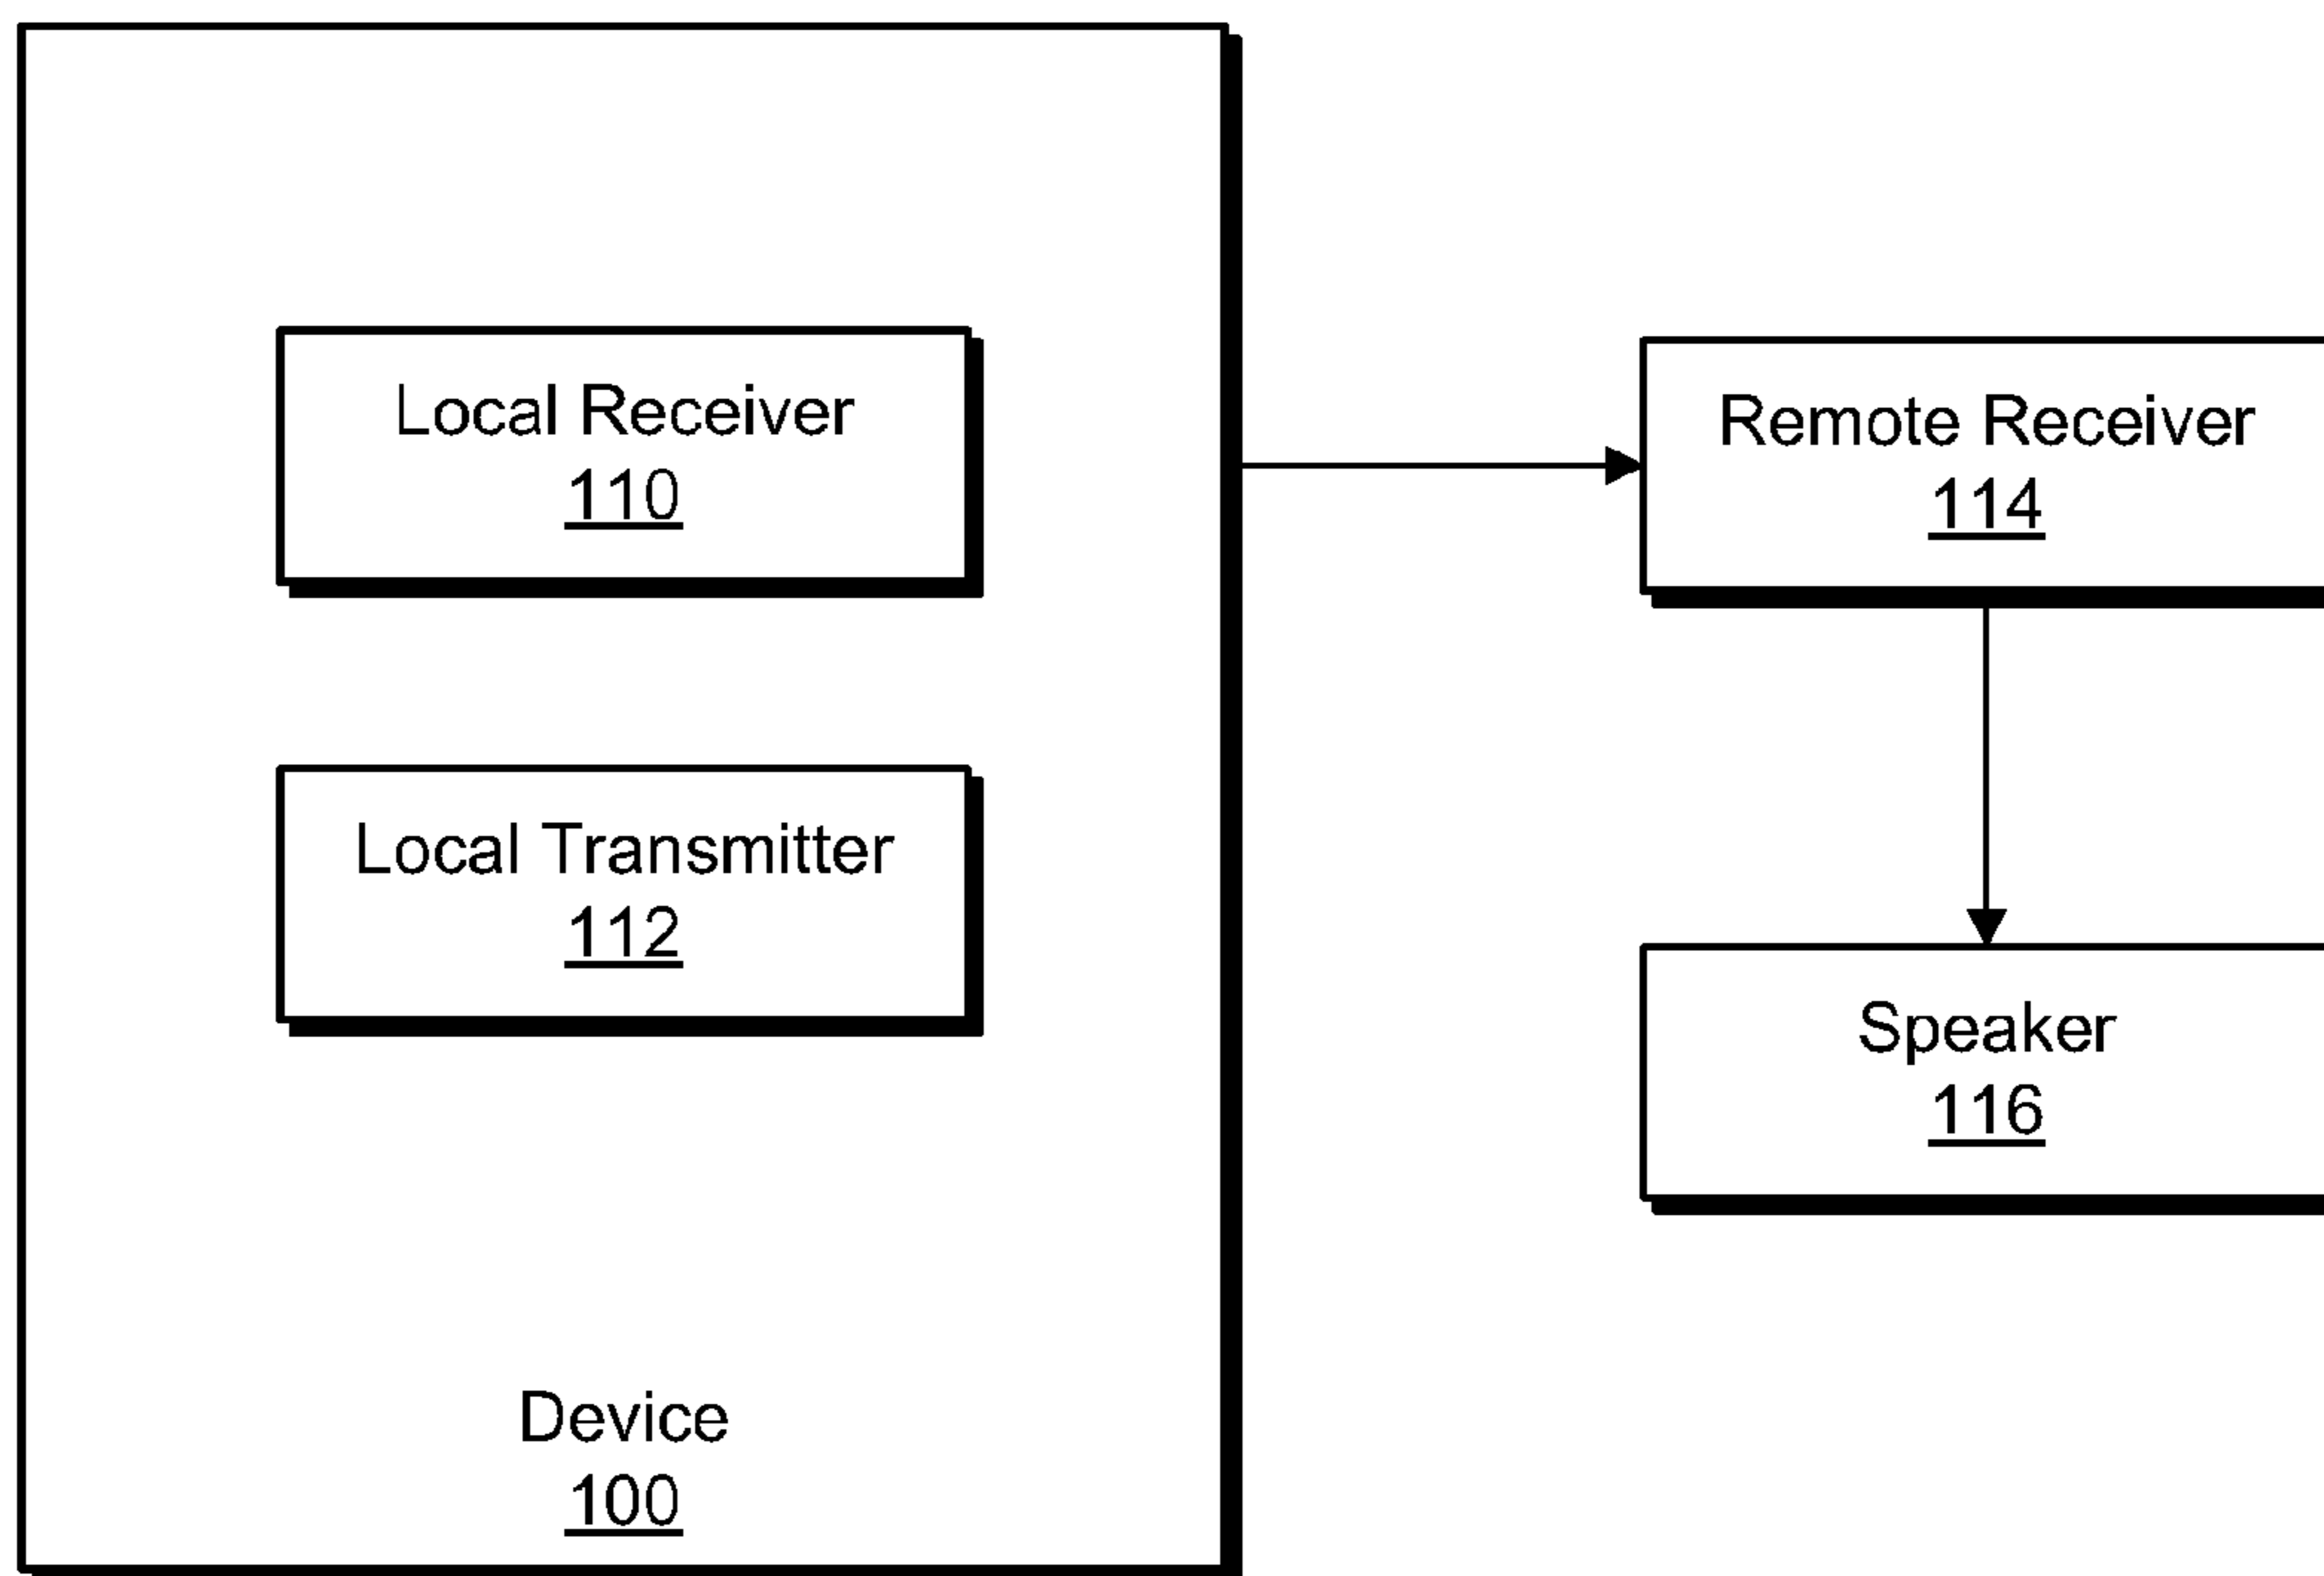 Local Receiver
110
Local Transmitter
112
Device
100
Remote Receiver
114
Speaker
116